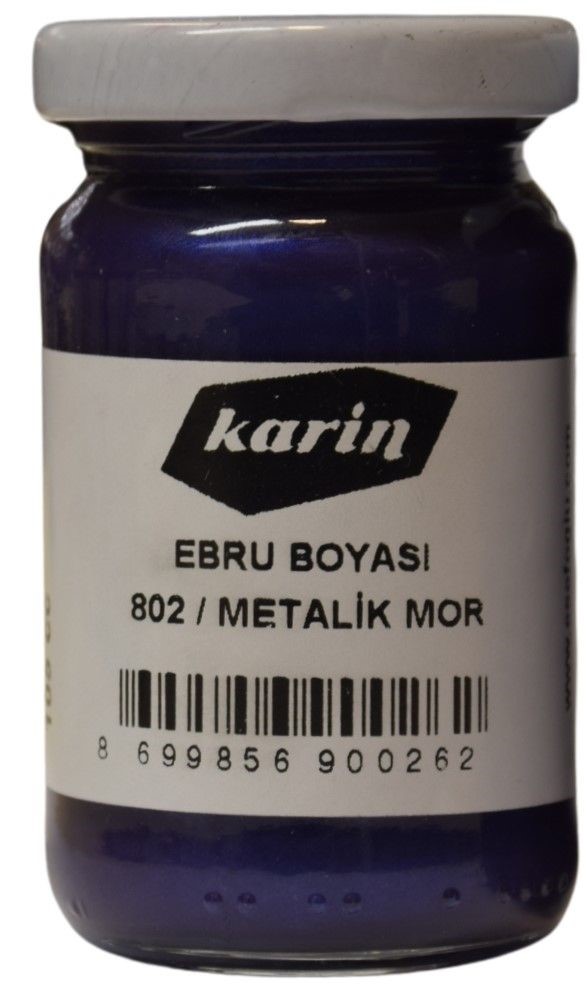 karin
EBRU BOYASI
802 / METALİK MOR
8 699856 900262